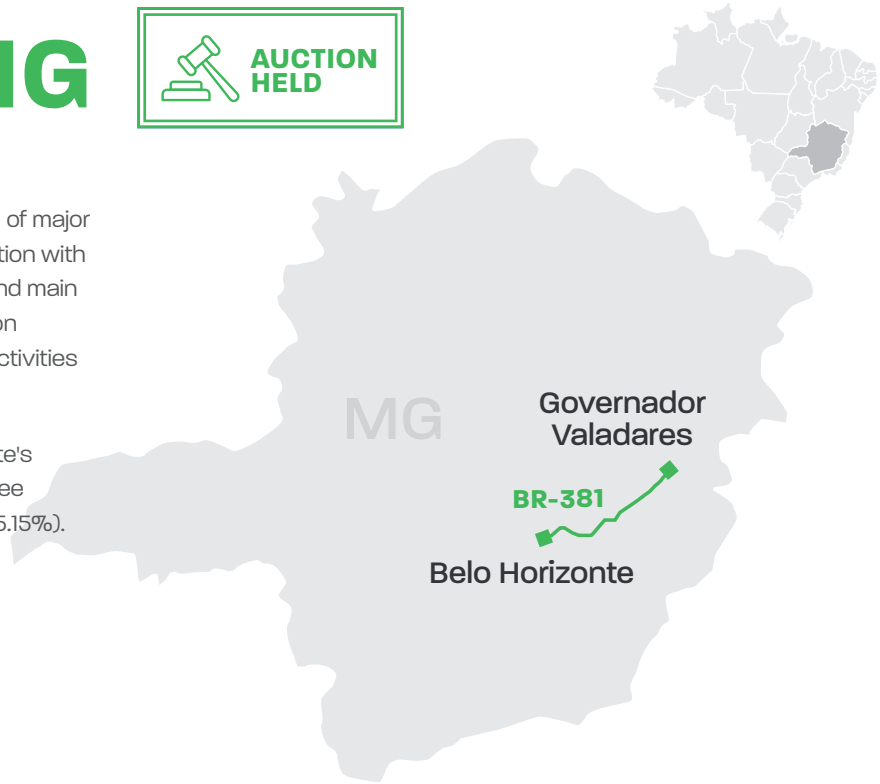 MG
AUCTION
HELD
of major
tion with
nd main
on
ctivities
te's
ee
5.15%).
MG
Governador
Valadares
BR-381
Belo Horizonte